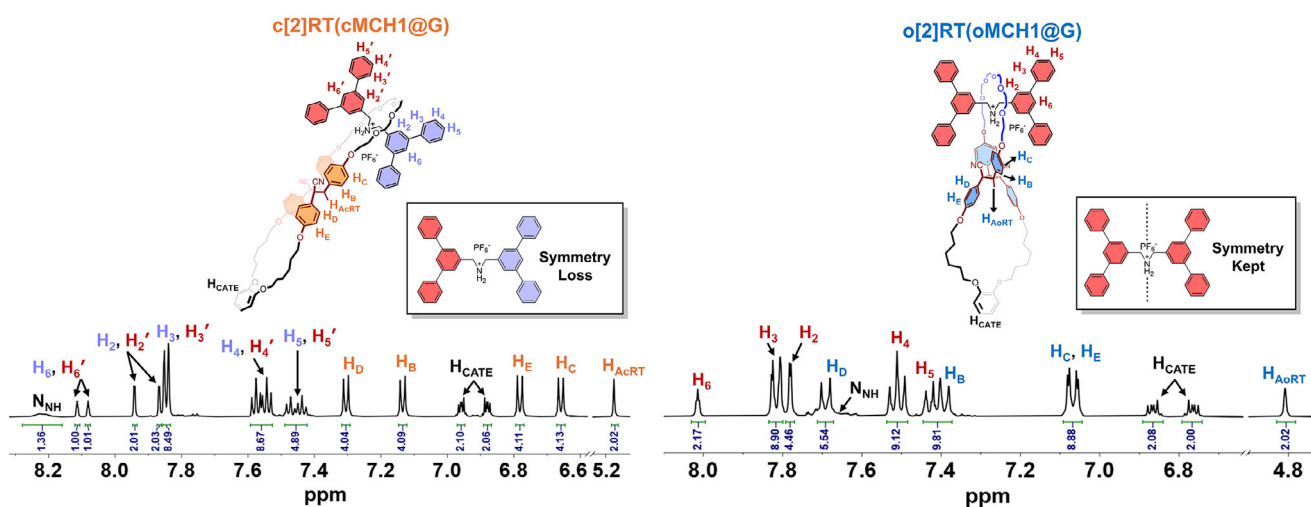 c[2]RT(cMCH1@G)
H5′
H4′
H3′
H6′
H2′
H2N+
PF6-
H2
H3
H4
H5
H6
NC
CN
HC
HB
HAcRT
HD
HE
HCATE
PF6-
N+
H2
Symmetry
Loss
H6, H6′
H2, H2′
H3, H3′
H4, H4′
H5, H5′
HD
HB
HCATE
HE
HC
HAcRT
NNH
1.36
1.00
1.01
2.01
2.03
8.49
8.67
4.89
4.04
4.09
2.10
2.06
4.11
4.13
2.02
8.2
8.0
7.8
7.6
7.4
7.2
7.0
6.8
6.6
5.2
ppm
o[2]RT(oMCH1@G)
H4
H5
H3
H2
H6
N+
H2
PF6-
HC
HB
HD
HE
HAoRT
HCATE
PF6-
N+
H2
Symmetry
Kept
H6
H3
H2
HD
NNH
H4
H5
HB
HC, HE
HCATE
HAoRT
2.17
8.90
4.46
5.54
9.12
9.81
8.88
2.08
2.00
2.02
8.0
7.8
7.6
7.4
7.2
7.0
6.8
4.8
ppm